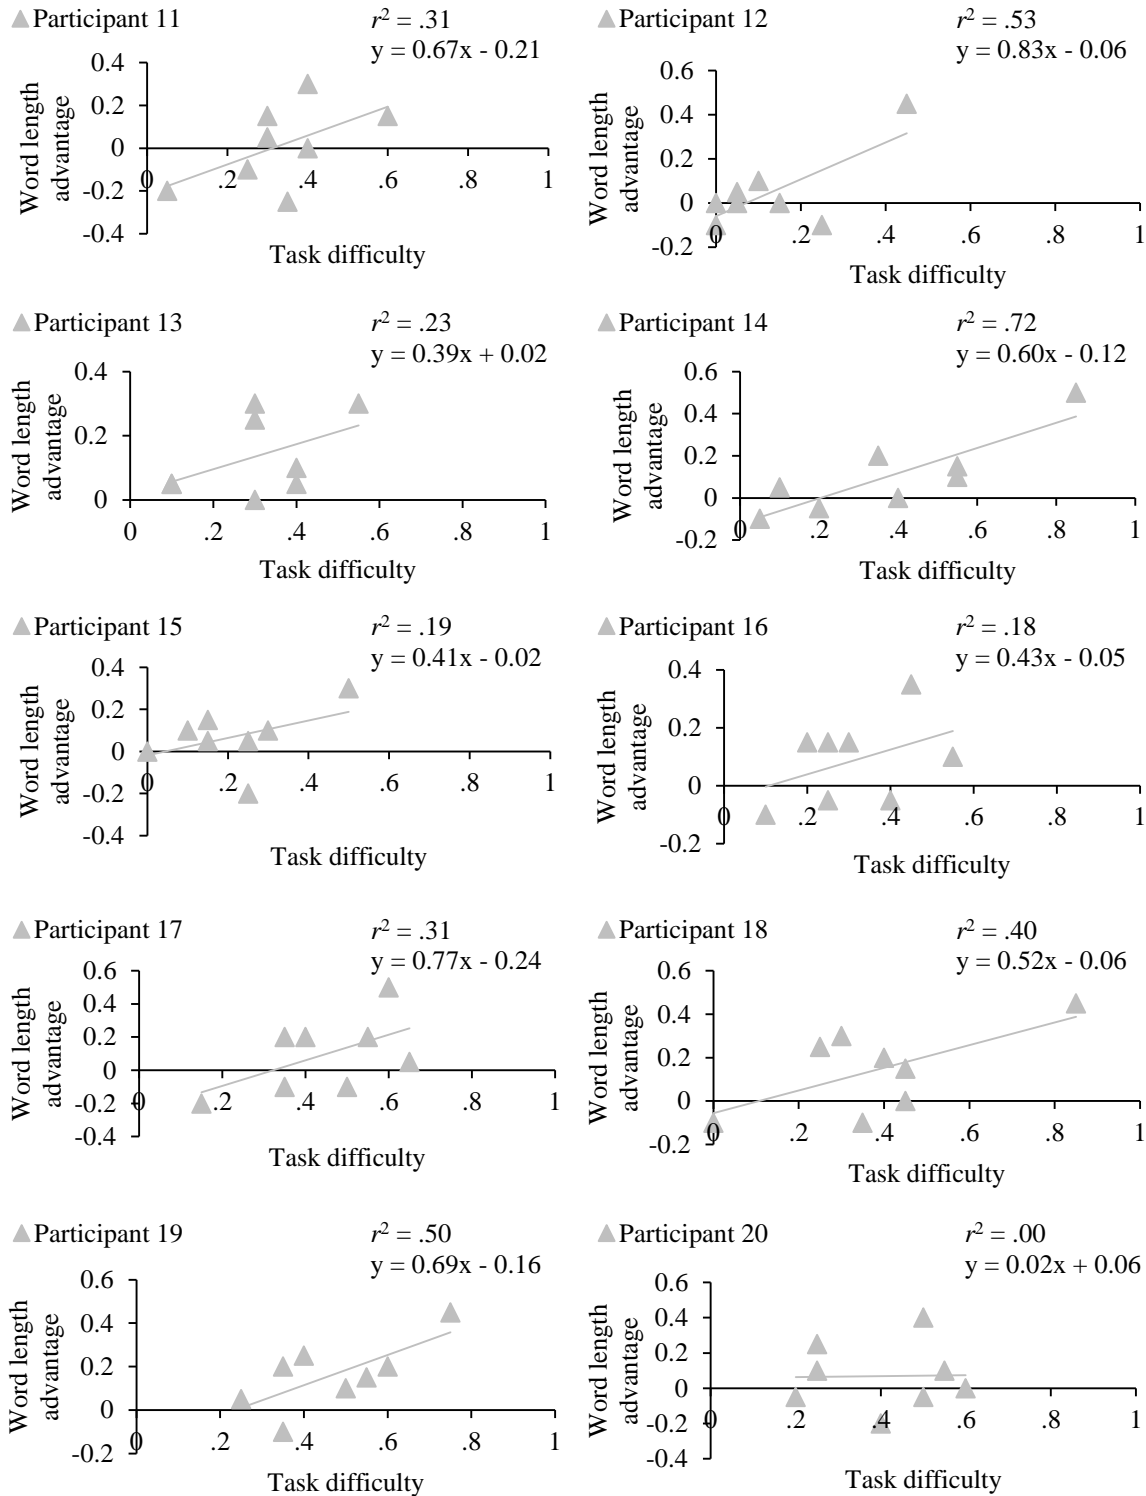 Participant 11
r² = .31
y = 0.67x - 0.21
0.4
0.2
0
-0.2
-0.4
0
.2
.4
.6
.8
1
Word length
advantage
Task difficulty
Participant 12
r² = .53
y = 0.83x - 0.06
0.6
0.4
0.2
0
-0.2
0
.2
.4
.6
.8
1
Word length
advantage
Task difficulty
Participant 13
r² = .23
y = 0.39x + 0.02
0.4
0.2
0
0
.2
.4
.6
.8
1
Word length
advantage
Task difficulty
Participant 14
r² = .72
y = 0.60x - 0.12
0.6
0.4
0.2
0
-0.2
0
.2
.4
.6
.8
1
Word length
advantage
Task difficulty
Participant 15
r² = .19
y = 0.41x - 0.02
0.4
0.2
0
-0.2
-0.4
0
.2
.4
.6
.8
1
Word length
advantage
Task difficulty
Participant 16
r² = .18
y = 0.43x - 0.05
0.4
0.2
0
-0.2
0
.2
.4
.6
.8
1
Word length
advantage
Task difficulty
Participant 17
r² = .31
y = 0.77x - 0.24
0.6
0.4
0.2
0
-0.2
-0.4
0
.2
.4
.6
.8
1
Word length
advantage
Task difficulty
Participant 18
r² = .40
y = 0.52x - 0.06
0.6
0.4
0.2
0
-0.2
0
.2
.4
.6
.8
1
Word length
advantage
Task difficulty
Participant 19
r² = .50
y = 0.69x - 0.16
0.6
0.4
0.2
0
-0.2
0
.2
.4
.6
.8
1
Word length
advantage
Task difficulty
Participant 20
r² = .00
y = 0.02x + 0.06
0.6
0.4
0.2
0
-0.2
-0.4
0
.2
.4
.6
.8
1
Word length
advantage
Task difficulty